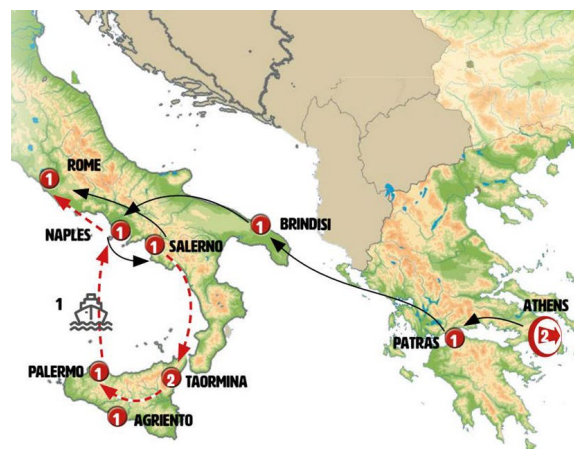 ROME
1
1
BRINDISI
NAPLES
1
1
SALERNO
1
ATHENS
2
PATRAS
1
PALERMO
1
2
TAORMINA
1
AGRIENTO